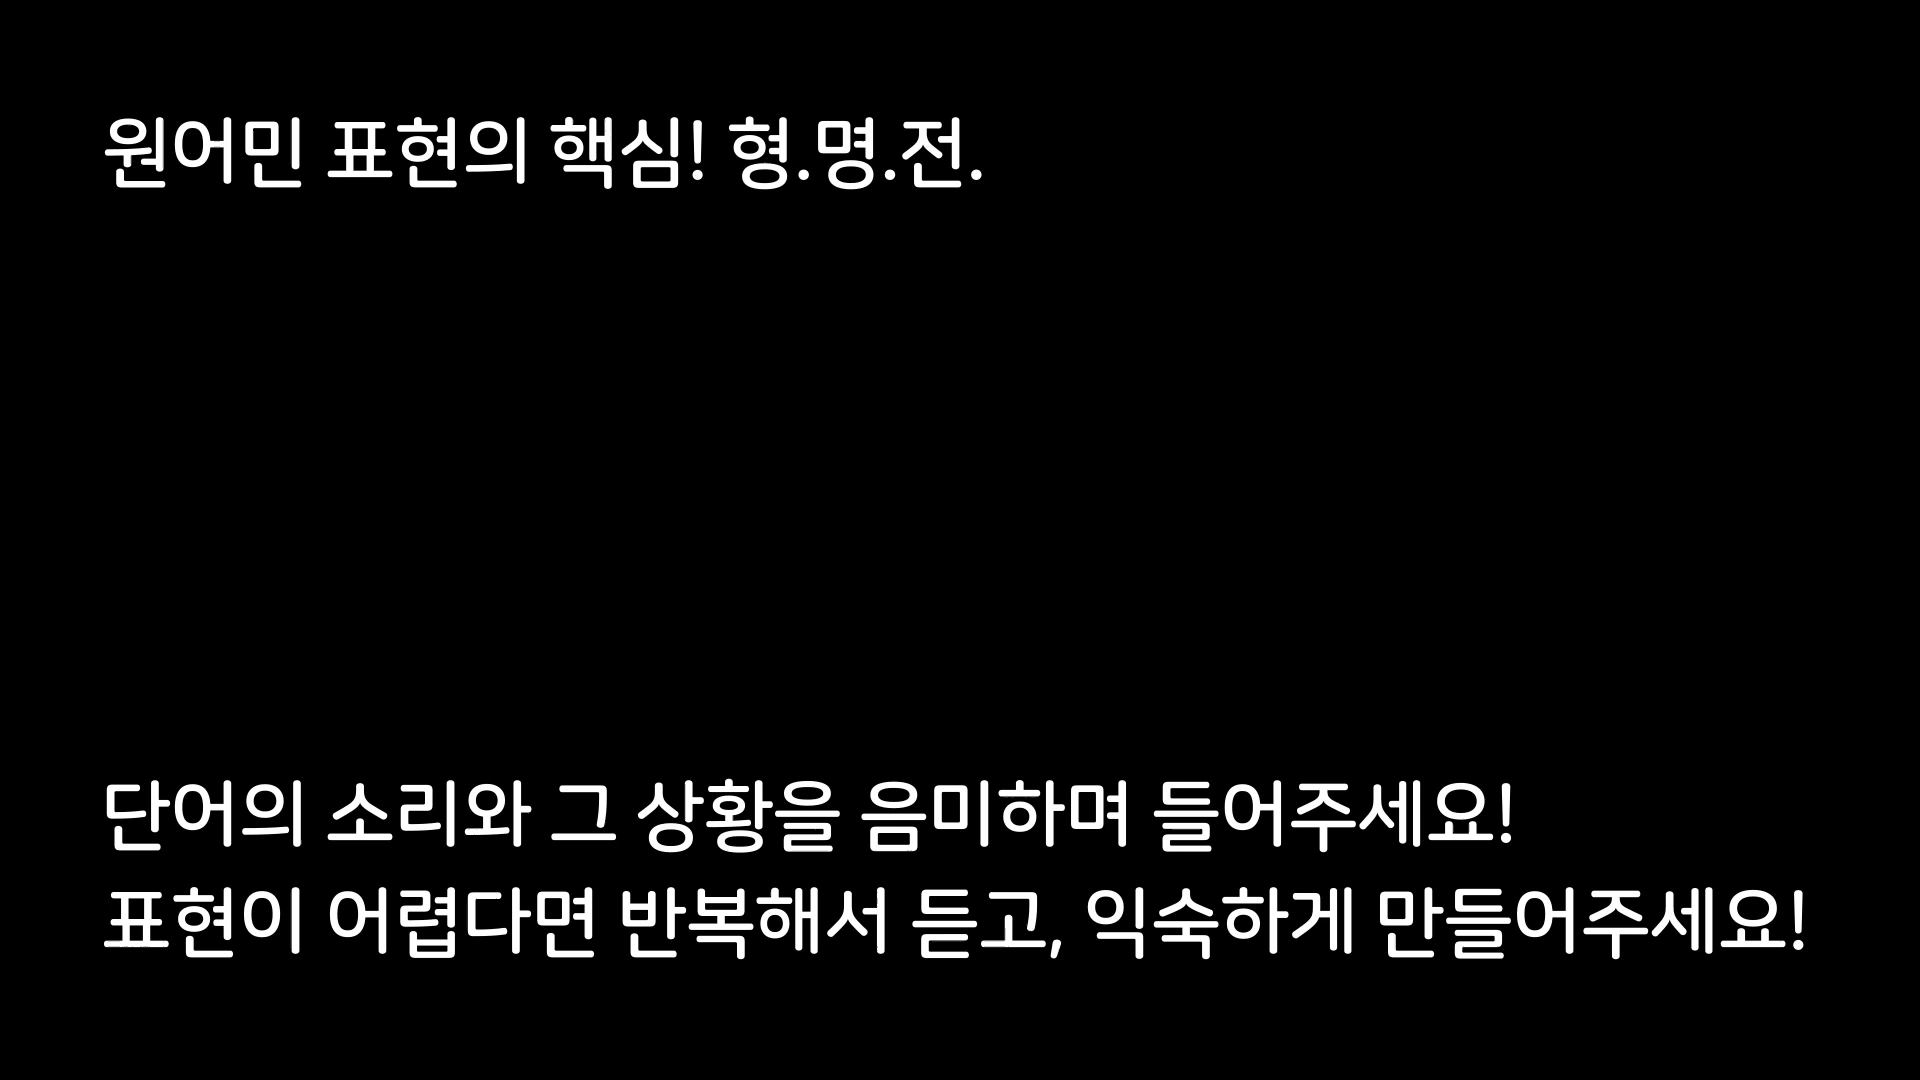 원어민 표현의 핵심! 형.명.전.
단어의 소리와 그 상황을 음미하며 들어주세요!
표현이 어렵다면 반복해서 듣고, 익숙하게 만들어주세요!